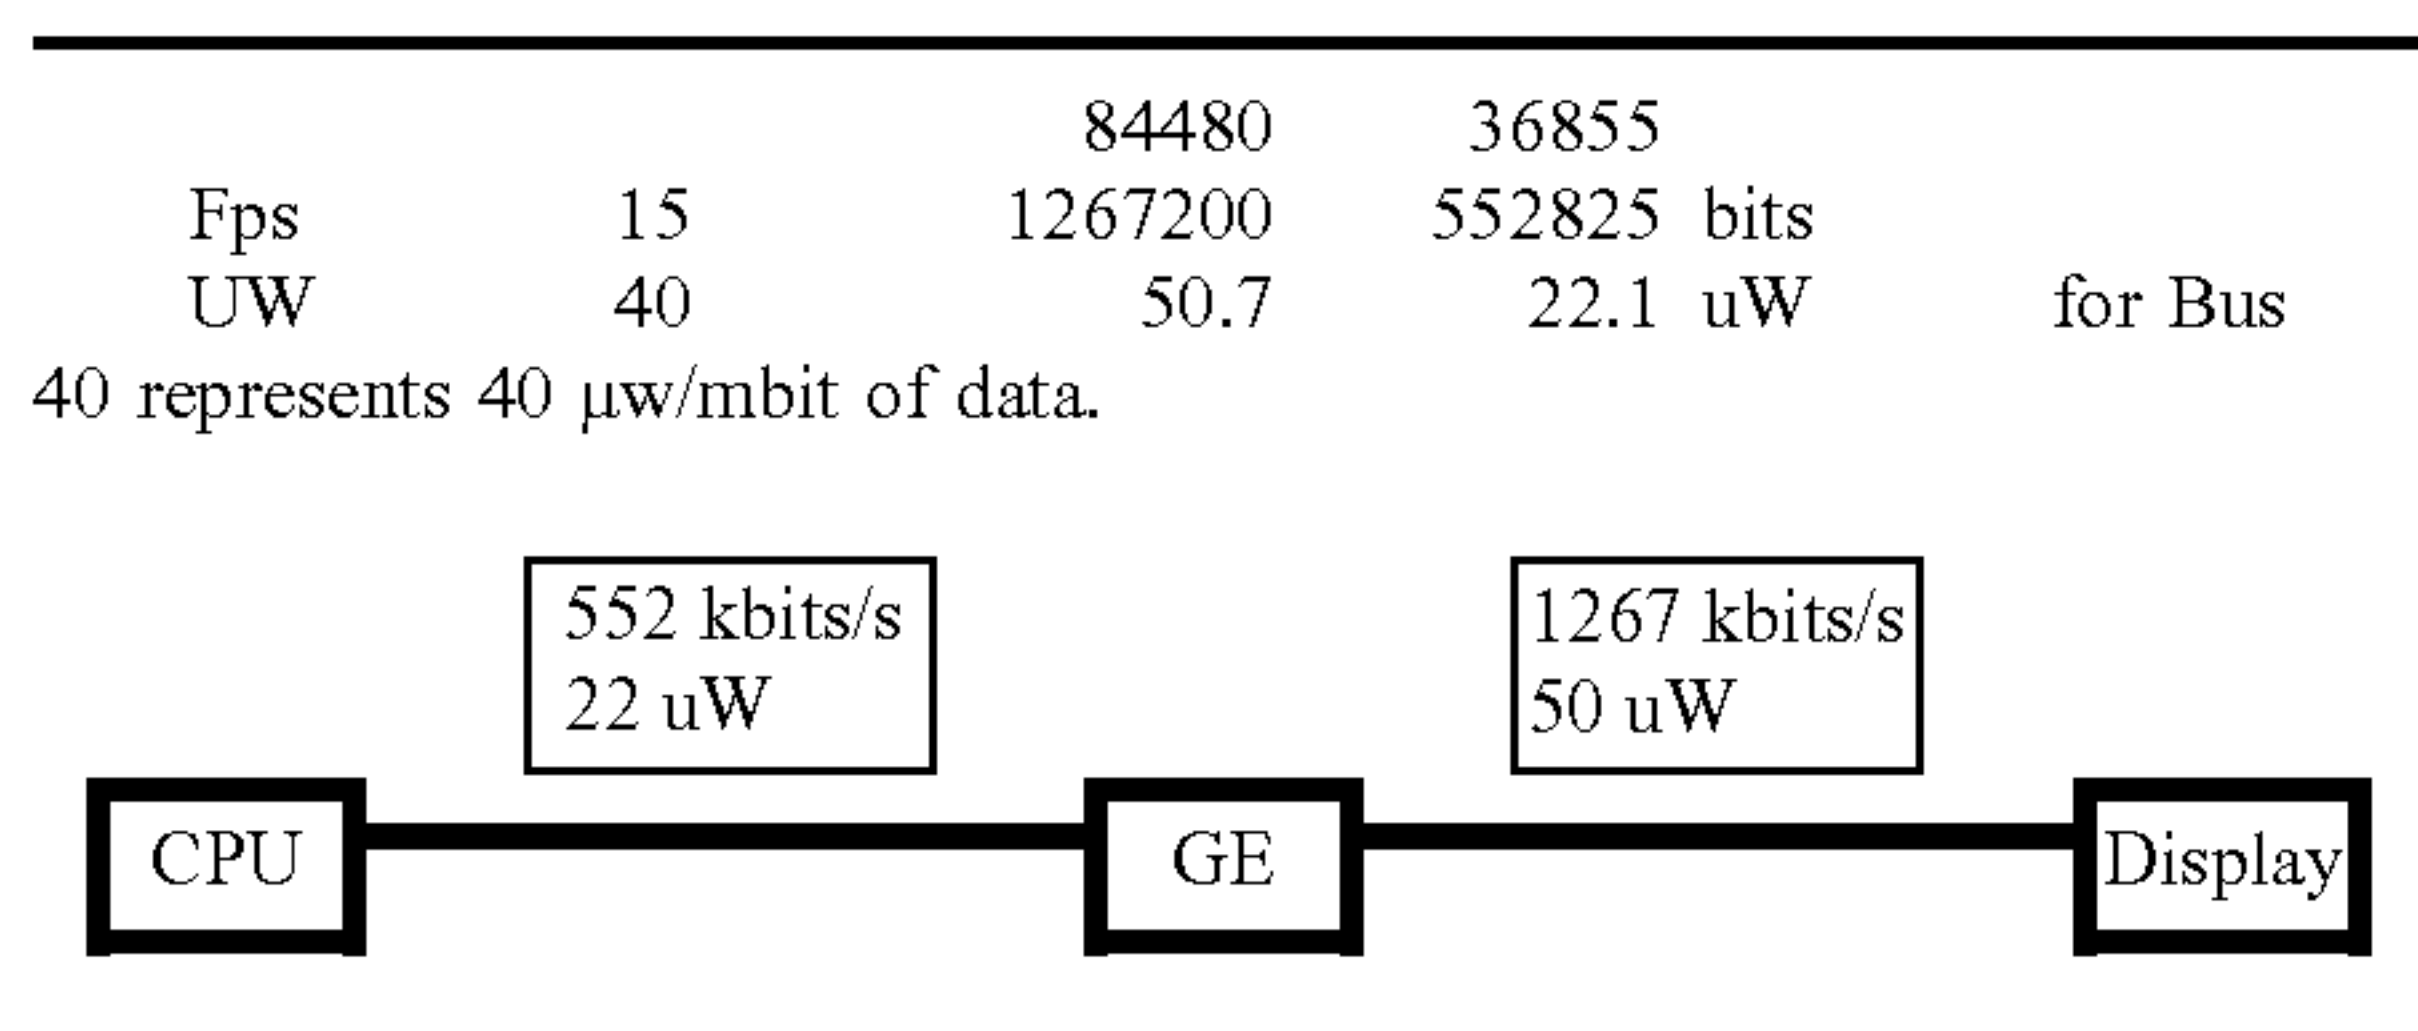 84480 36855
Fps 15 1267200 552825 bits
UW 40 50.7 22.1 uW for Bus
40 represents 40 μw/mbit of data.
552 kbits/s
22 uW
1267 kbits/s
50 uW
CPU
GE
Display